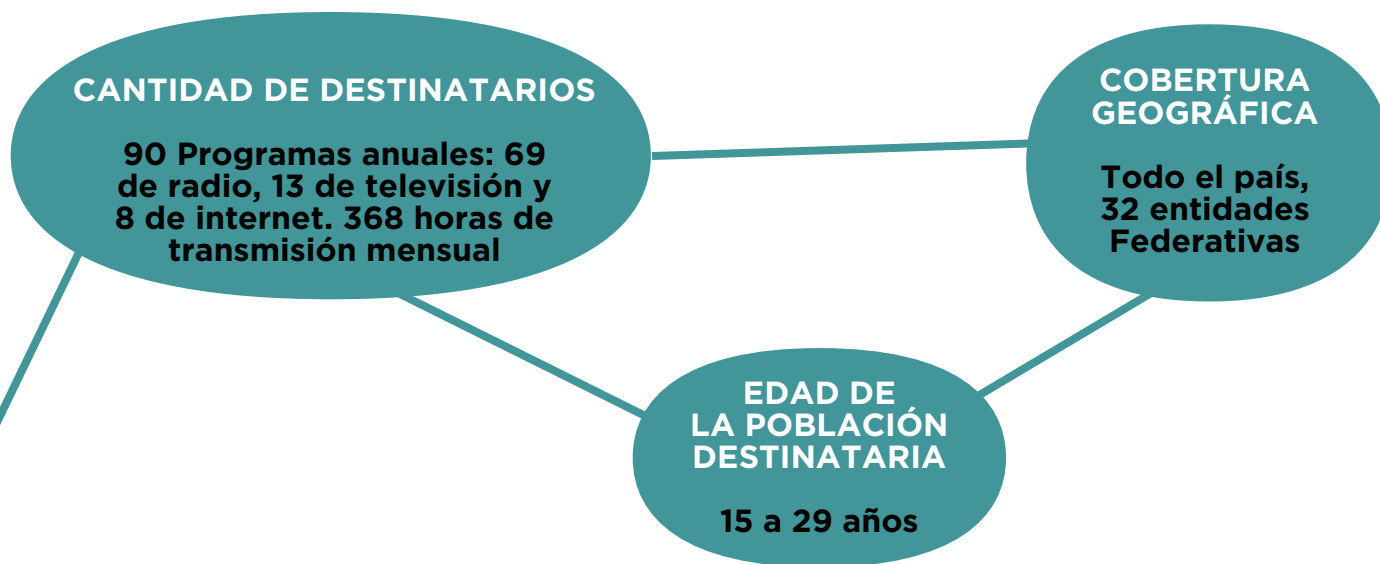 CANTIDAD DE DESTINATARIOS
90 Programas anuales: 69
de radio, 13 de televisión y
8 de internet. 368 horas de
transmisión mensual
COBERTURA
GEOGRÁFICA
Todo el país,
32 entidades
Federativas
EDAD DE
LA POBLACIÓN
DESTINATARIA
15 a 29 años